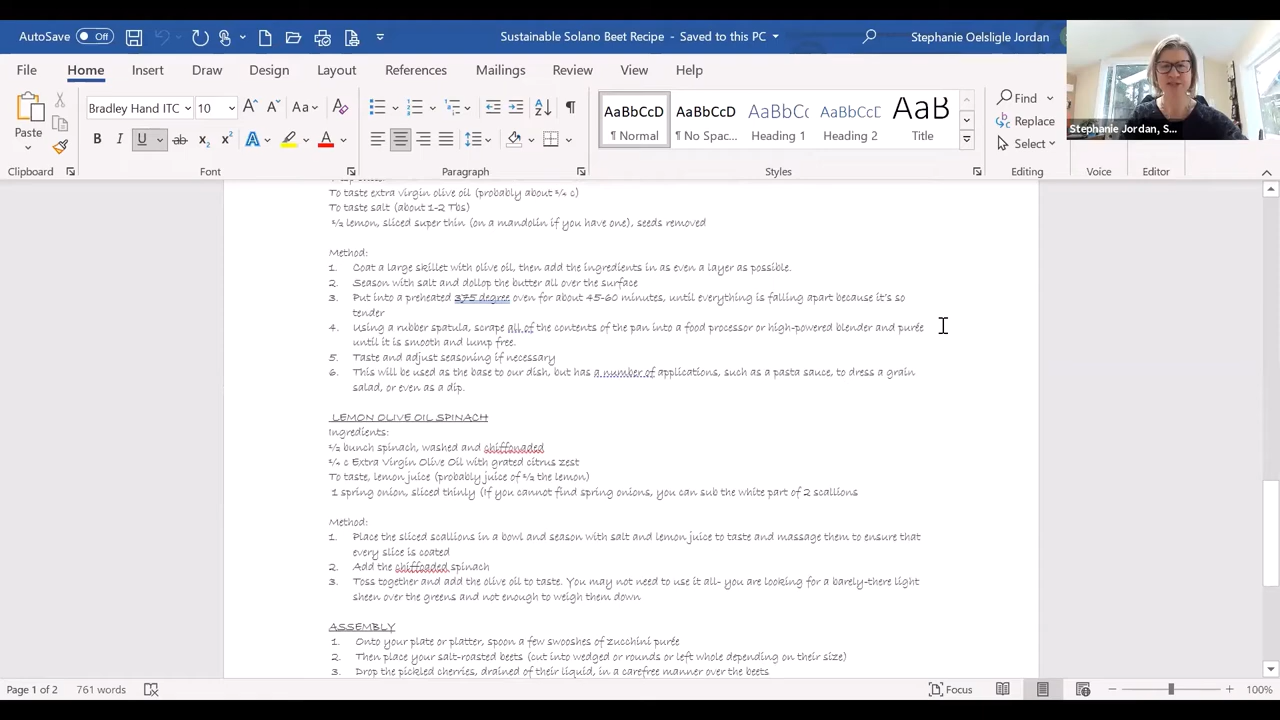 AutoSave Off Sustainable Solano Beet Recipe - Saved to this PC Stephanie Oelsligle Jordan
File Home Insert Draw Design Layout References Mailings Review View Help
Paste
Bradley Hand ITC 10
AaBbCcD AaBbCcD AaBbCc AaBbCcD AaB
¶ Normal ¶ No Spac... Heading 1 Heading 2 Title
Find
Replace
Select
Stephanie Jordan, S...
Clipboard Font Paragraph Styles Editing Voice Editor
To taste extra virgin olive oil (probably about ¾ c)
To taste salt (about 1-2 Tbs)
½ lemon, sliced super thin (on a mandolin if you have one), seeds removed
Method:
1. Coat a large skillet with olive oil, then add the ingredients in as even a layer as possible.
2. Season with salt and dollop the butter all over the surface
3. Put into a preheated 375 degree oven for about 45-60 minutes, until everything is falling apart because it's so
tender
4. Using a rubber spatula, scrape all of the contents of the pan into a food processor or high-powered blender and purée
until it is smooth and lump free.
5. Taste and adjust seasoning if necessary
6. This will be used as the base to our dish, but has a number of applications, such as a pasta sauce, to dress a grain
salad, or even as a dip.
LEMON OLIVE OIL SPINACH
Ingredients:
½ bunch spinach, washed and chiffonaded
¼ c Extra Virgin Olive Oil with grated citrus zest
To taste, lemon juice (probably juice of ½ the lemon)
1 spring onion, sliced thinly (If you cannot find spring onions, you can sub the white part of 2 scallions
Method:
1. Place the sliced scallions in a bowl and season with salt and lemon juice to taste and massage them to ensure that
every slice is coated
2. Add the chiffoaded spinach
3. Toss together and add the olive oil to taste. You may not need to use it all- you are looking for a barely-there light
sheen over the greens and not enough to weigh them down
ASSEMBLY
1. Onto your plate or platter, spoon a few swooshes of zucchini purée
2. Then place your salt-roasted beets (cut into wedged or rounds or left whole depending on their size)
3. Drop the pickled cherries, drained of their liquid, in a carefree manner over the beets
Page 1 of 2 761 words Focus 100%